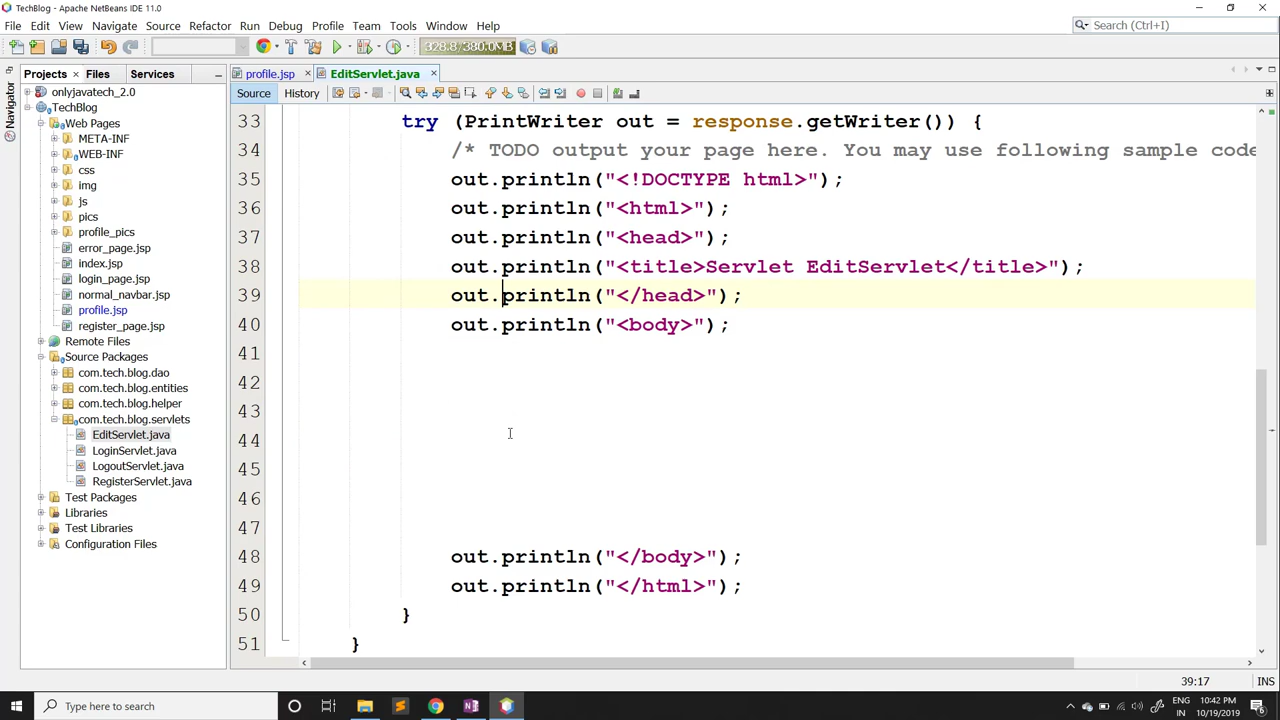 TechBlog - Apache NetBeans IDE 11.0
File Edit View Navigate Source Refactor Run Debug Profile Team Tools Window Help
Search (Ctrl+I)
328.8/380.0MB
Projects Files Services
profile.jsp EditServlet.java
Navigator
Source History
onlyjavatech_2.0
TechBlog
Web Pages
META-INF
WEB-INF
css
img
js
pics
profile_pics
error_page.jsp
index.jsp
login_page.jsp
normal_navbar.jsp
profile.jsp
register_page.jsp
Remote Files
Source Packages
com.tech.blog.dao
com.tech.blog.entities
com.tech.blog.helper
com.tech.blog.servlets
EditServlet.java
LoginServlet.java
LogoutServlet.java
RegisterServlet.java
Test Packages
Libraries
Test Libraries
Configuration Files
33 try (PrintWriter out = response.getWriter()) {
34 /* TODO output your page here. You may use following sample code
35 out.println("<!DOCTYPE html>");
36 out.println("<html>");
37 out.println("<head>");
38 out.println("<title>Servlet EditServlet</title>");
39 out.println("</head>");
40 out.println("<body>");
41
42
43
44
45
46
47
48 out.println("</body>");
49 out.println("</html>");
50 }
51 }
39:17 INS
Type here to search
ENG
IN
10:42 PM
10/19/2019
6